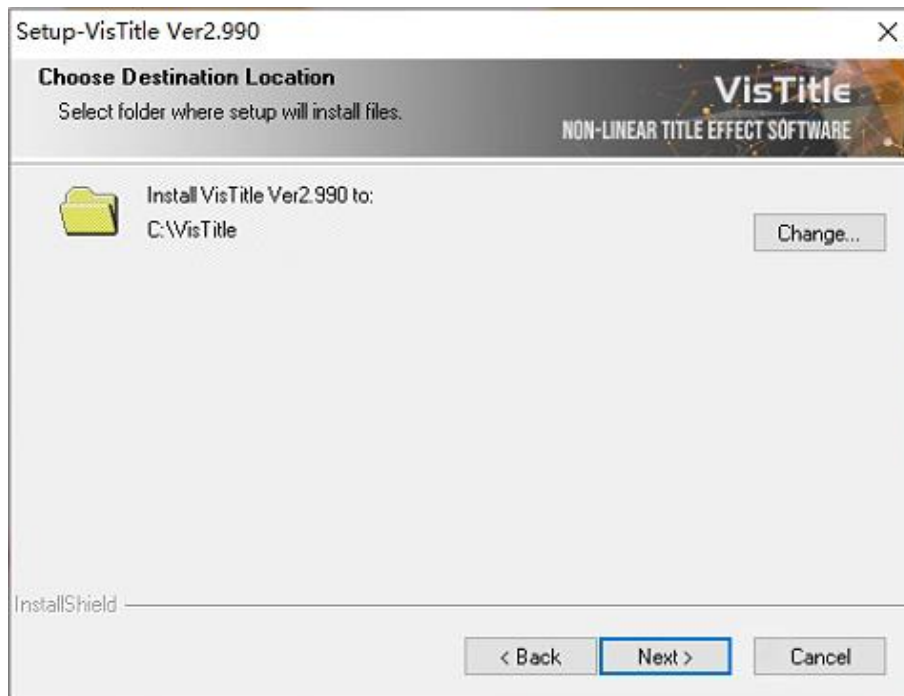 Setup-VisTitle Ver2.990
Choose Destination Location
Select folder where setup will install files.
VisTitle
NON-LINEAR TITLE EFFECT SOFTWARE
Install VisTitle Ver2.990 to:
C:\VisTitle
Change...
InstallShield
< Back
Next >
Cancel